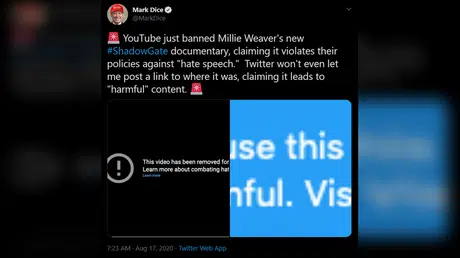 Mark Dice
@MarkDice
🚨 YouTube just banned Millie Weaver's new
#ShadowGate documentary, claiming it violates their
policies against "hate speech." Twitter won't even let
me post a link to where it was, claiming it leads to
"harmful" content. 🚨
This video has been removed for
Learn more about combating hat
Learn more
use this
nful. Vis
7:23 AM · Aug 17, 2020 · Twitter Web App